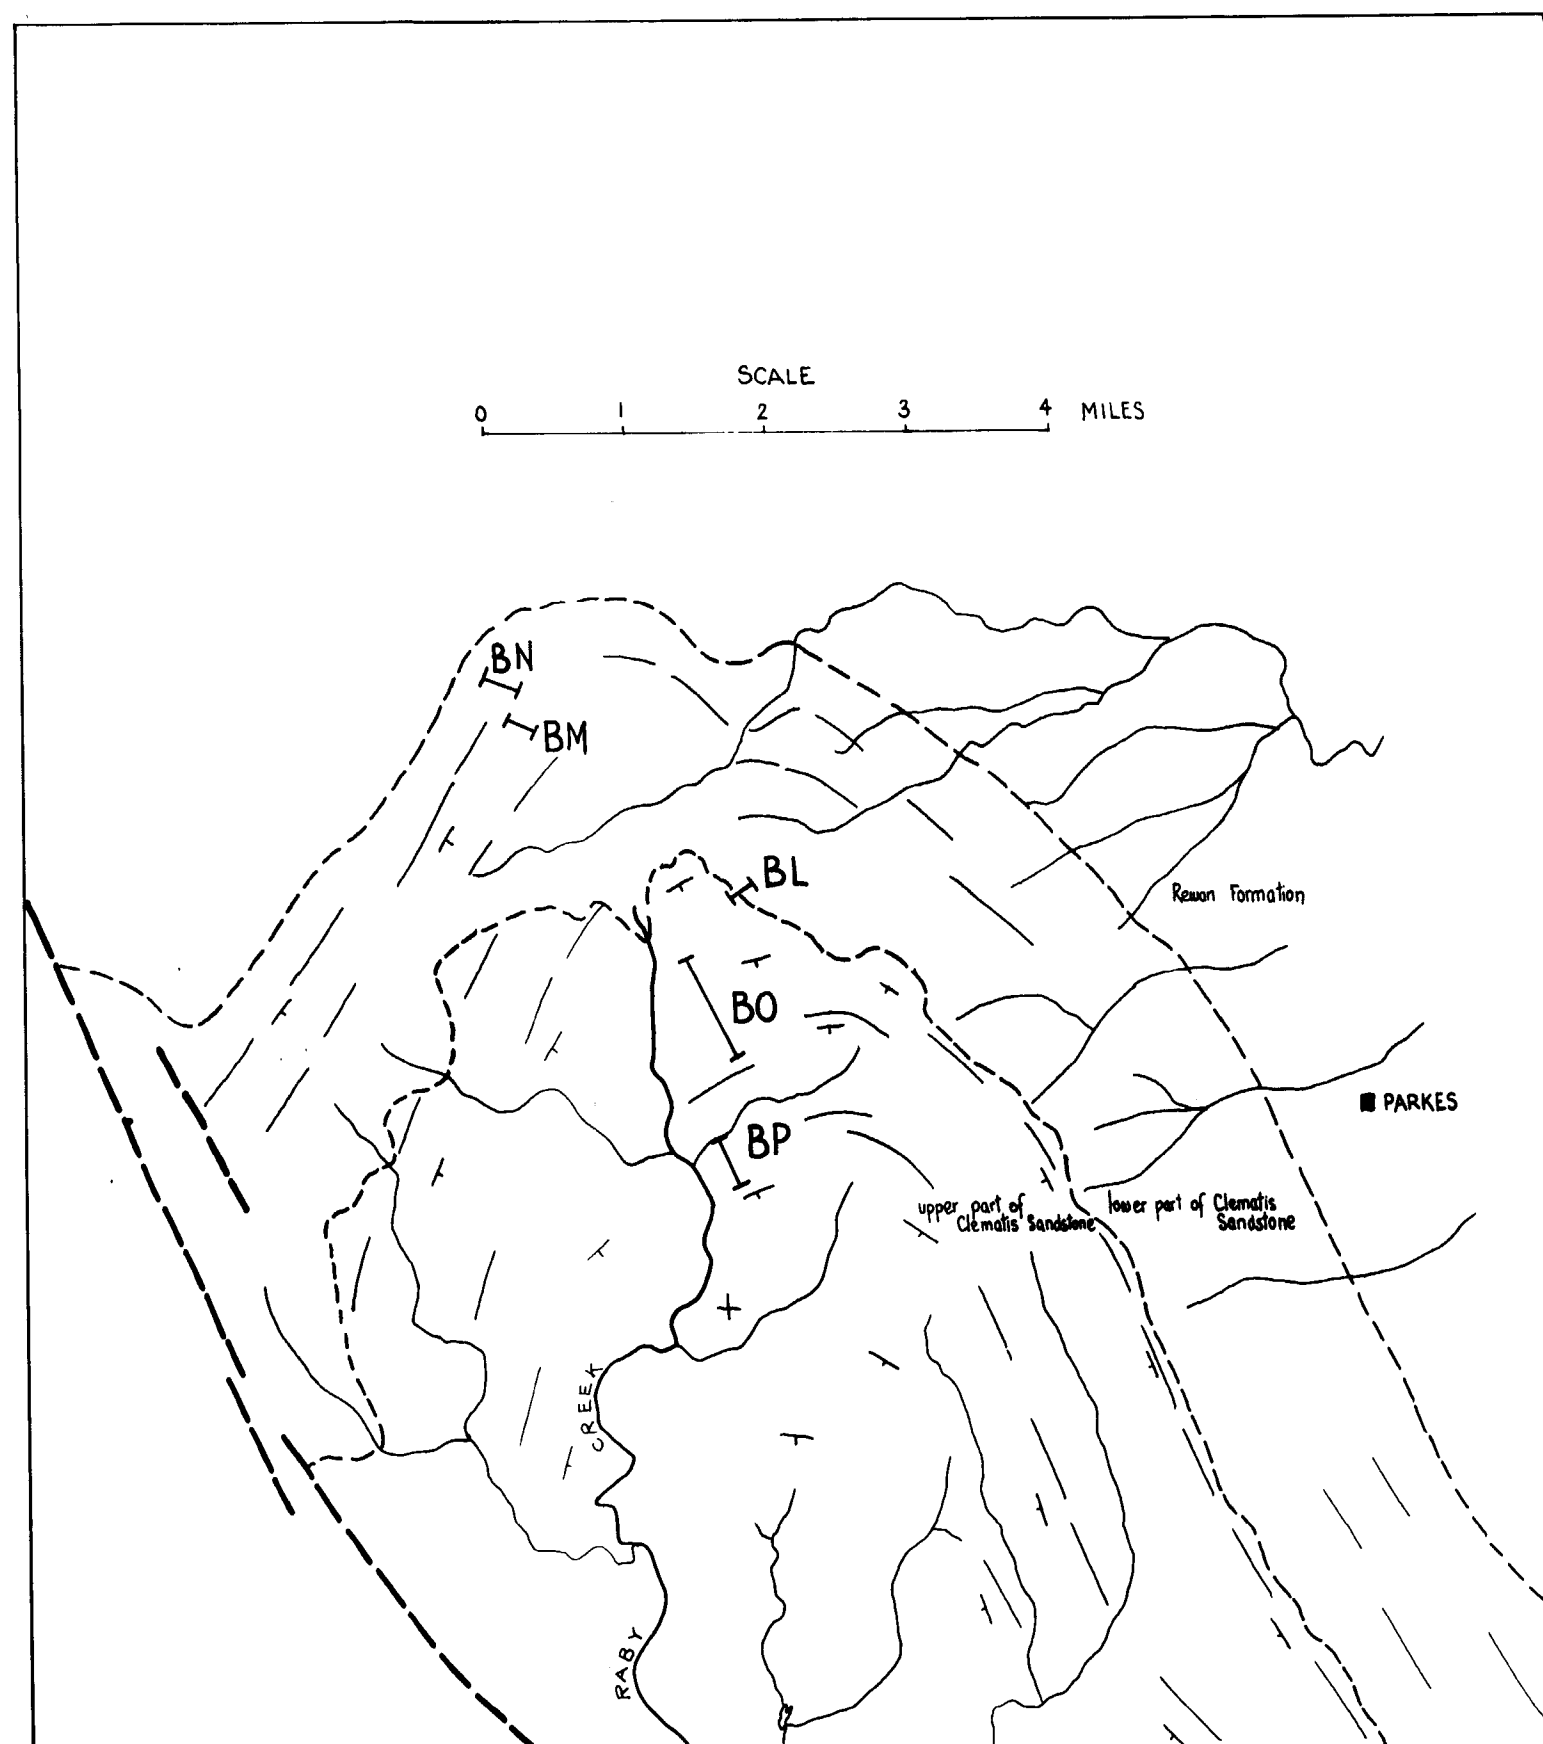 SCALE
0 1 2 3 4 MILES
BN
BM
BL
Rewan Formation
BO
PARKES
BP
upper part of
Clematis Sandstone
lower part of Clematis
Sandstone
CREEK
RABY